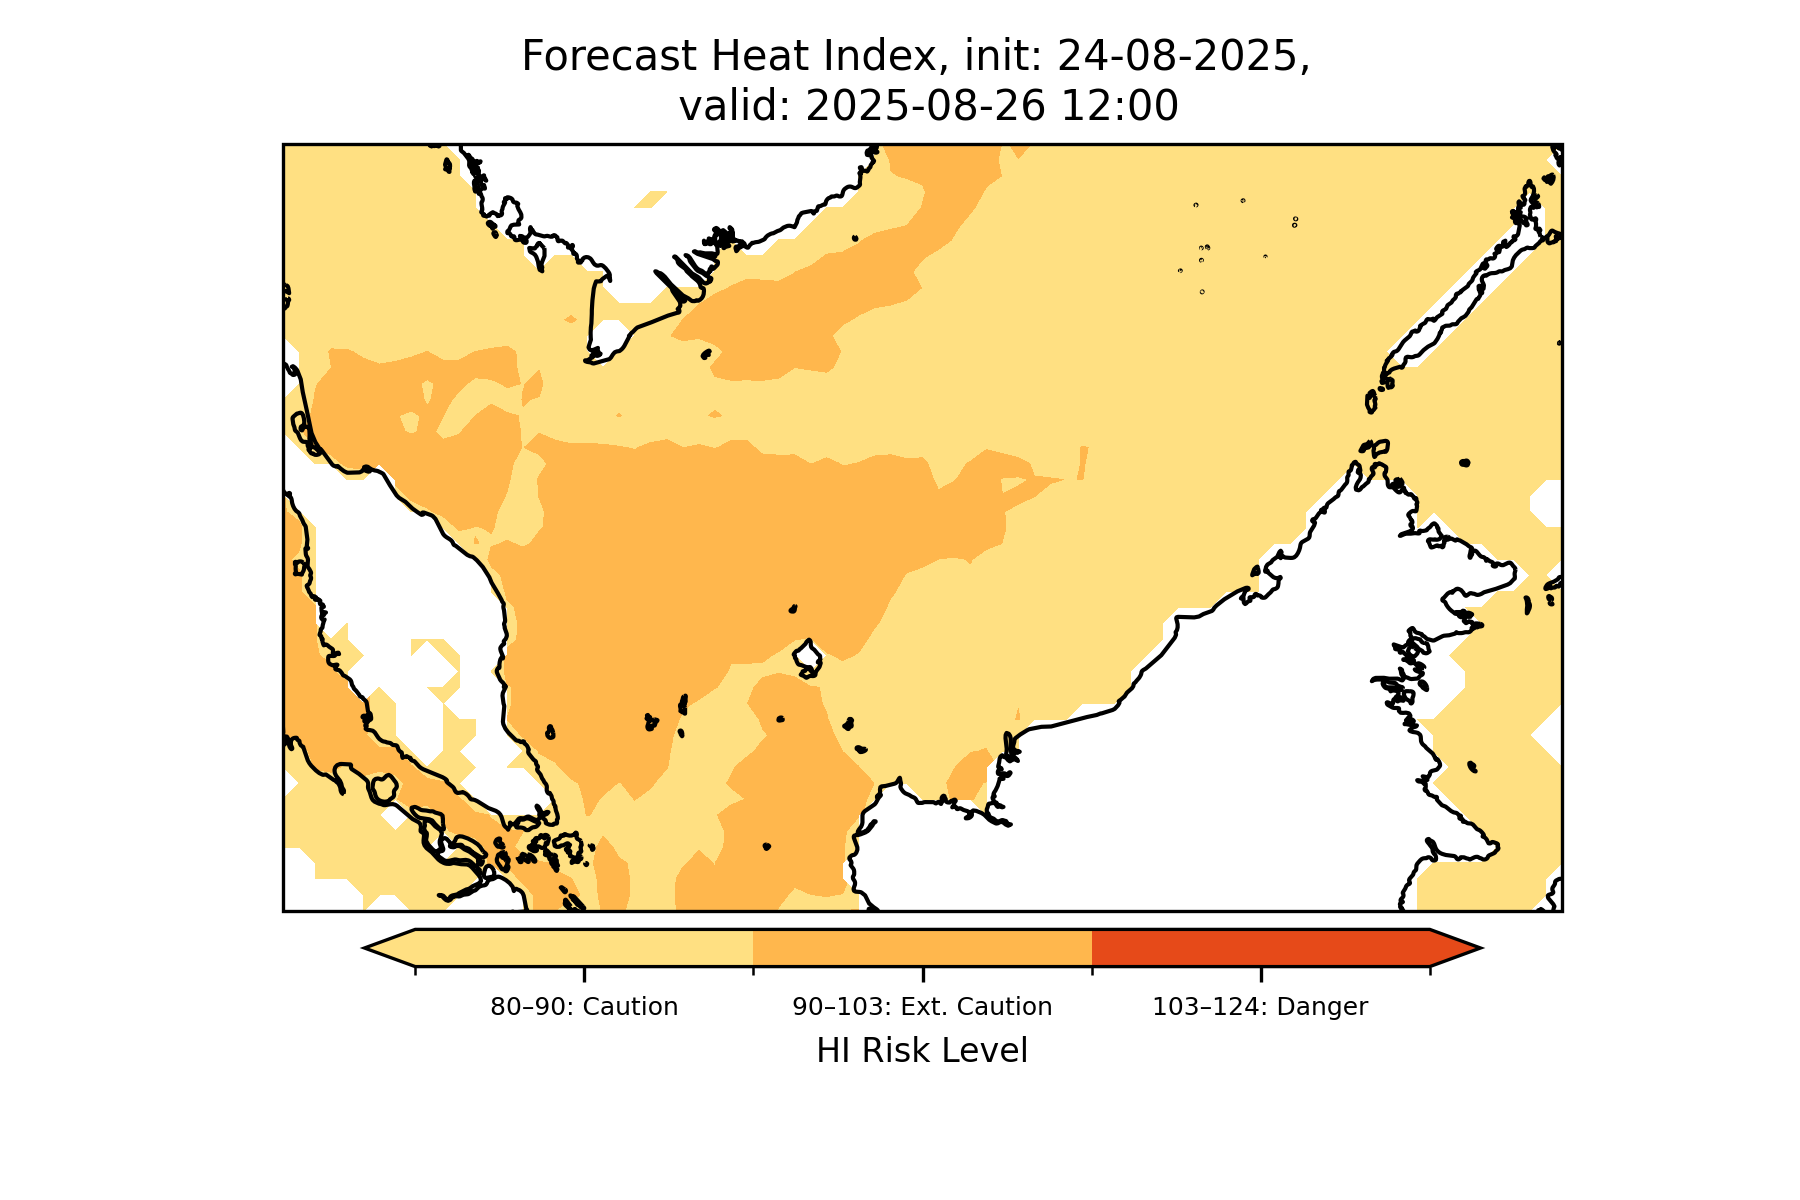 Forecast Heat Index, init: 24-08-2025,
valid: 2025-08-26 12:00
80–90: Caution
90–103: Ext. Caution
103–124: Danger
HI Risk Level